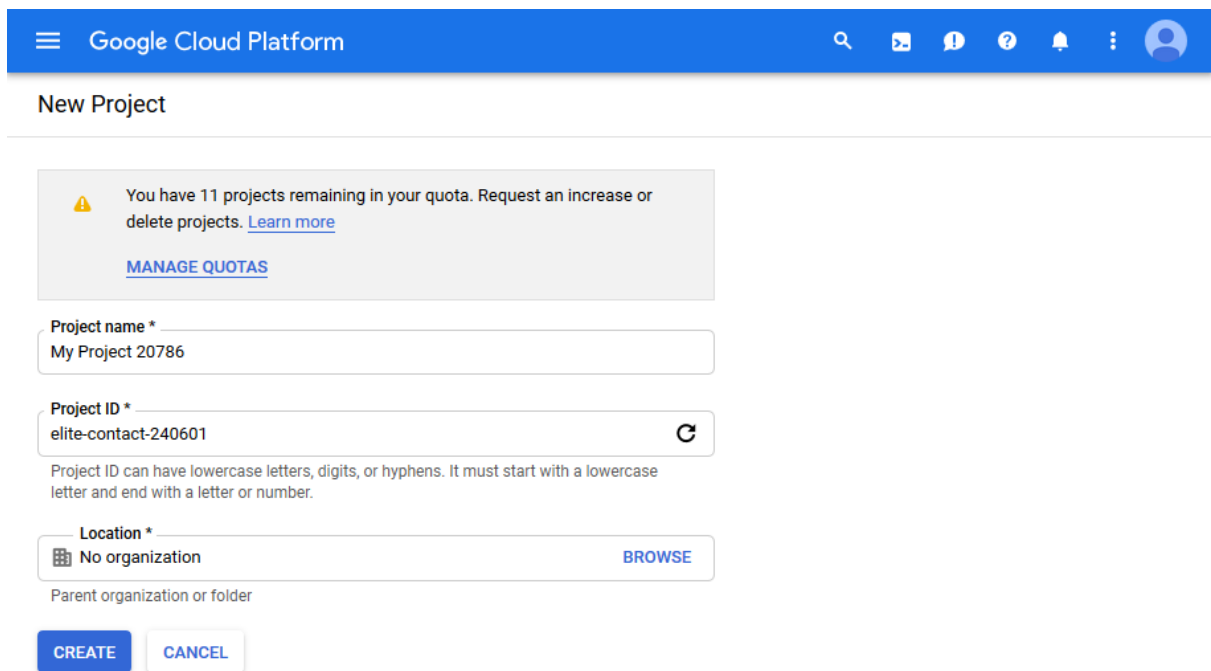 Google Cloud Platform
New Project
You have 11 projects remaining in your quota. Request an increase or
delete projects. Learn more
MANAGE QUOTAS
Project name *
My Project 20786
Project ID *
elite-contact-240601
Project ID can have lowercase letters, digits, or hyphens. It must start with a lowercase
letter and end with a letter or number.
Location *
No organization BROWSE
Parent organization or folder
CREATE CANCEL